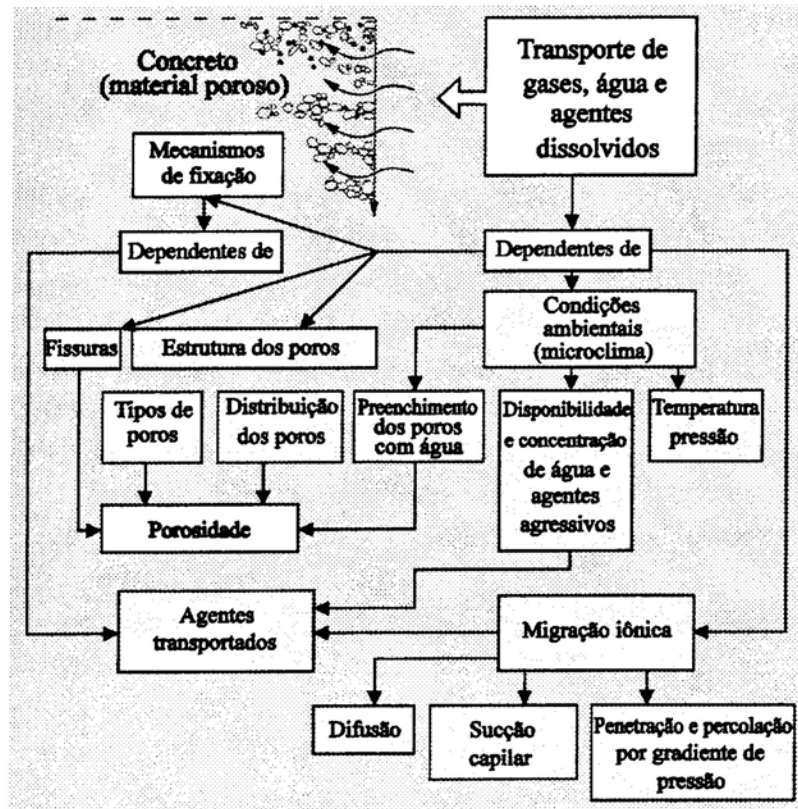 Concreto
(material poroso)
Transporte de
gases, água e
agentes
dissolvidos
Mecanismos
de fixação
Dependentes de
Dependentes de
Condições
ambientais
(microclima)
Fissuras
Estrutura dos poros
Tipos de
poros
Distribuição
dos poros
Preenchimento
dos poros
com água
Disponibilidade
e concentração
de água e
agentes
agressivos
Temperatura
pressão
Porosidade
Agentes
transportados
Migração iônica
Difusão
Sucção
capilar
Penetração e percolação
por gradiente de
pressão